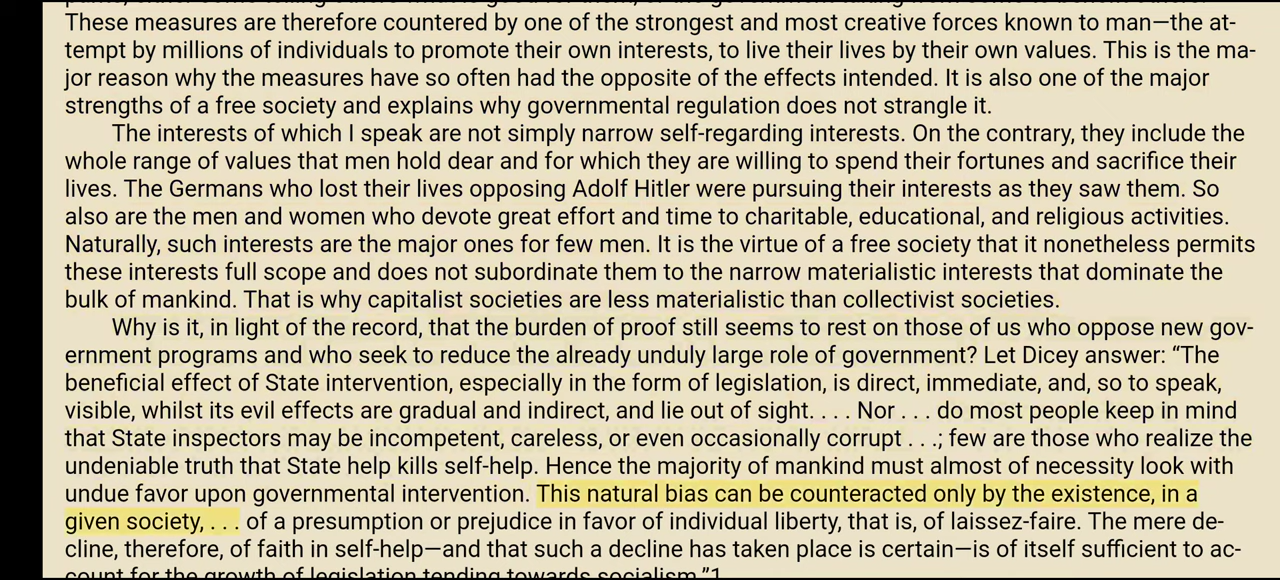 These measures are therefore countered by one of the strongest and most creative forces known to man—the at-
tempt by millions of individuals to promote their own interests, to live their lives by their own values. This is the ma-
jor reason why the measures have so often had the opposite of the effects intended. It is also one of the major
strengths of a free society and explains why governmental regulation does not strangle it.
The interests of which I speak are not simply narrow self-regarding interests. On the contrary, they include the
whole range of values that men hold dear and for which they are willing to spend their fortunes and sacrifice their
lives. The Germans who lost their lives opposing Adolf Hitler were pursuing their interests as they saw them. So
also are the men and women who devote great effort and time to charitable, educational, and religious activities.
Naturally, such interests are the major ones for few men. It is the virtue of a free society that it nonetheless permits
these interests full scope and does not subordinate them to the narrow materialistic interests that dominate the
bulk of mankind. That is why capitalist societies are less materialistic than collectivist societies.
Why is it, in light of the record, that the burden of proof still seems to rest on those of us who oppose new gov-
ernment programs and who seek to reduce the already unduly large role of government? Let Dicey answer: “The
beneficial effect of State intervention, especially in the form of legislation, is direct, immediate, and, so to speak,
visible, whilst its evil effects are gradual and indirect, and lie out of sight. . . . Nor . . . do most people keep in mind
that State inspectors may be incompetent, careless, or even occasionally corrupt . . .; few are those who realize the
undeniable truth that State help kills self-help. Hence the majority of mankind must almost of necessity look with
undue favor upon governmental intervention. This natural bias can be counteracted only by the existence, in a
given society, . . . of a presumption or prejudice in favor of individual liberty, that is, of laissez-faire. The mere de-
cline, therefore, of faith in self-help—and that such a decline has taken place is certain—is of itself sufficient to ac-
count for the growth of legislation tending towards socialism.”1